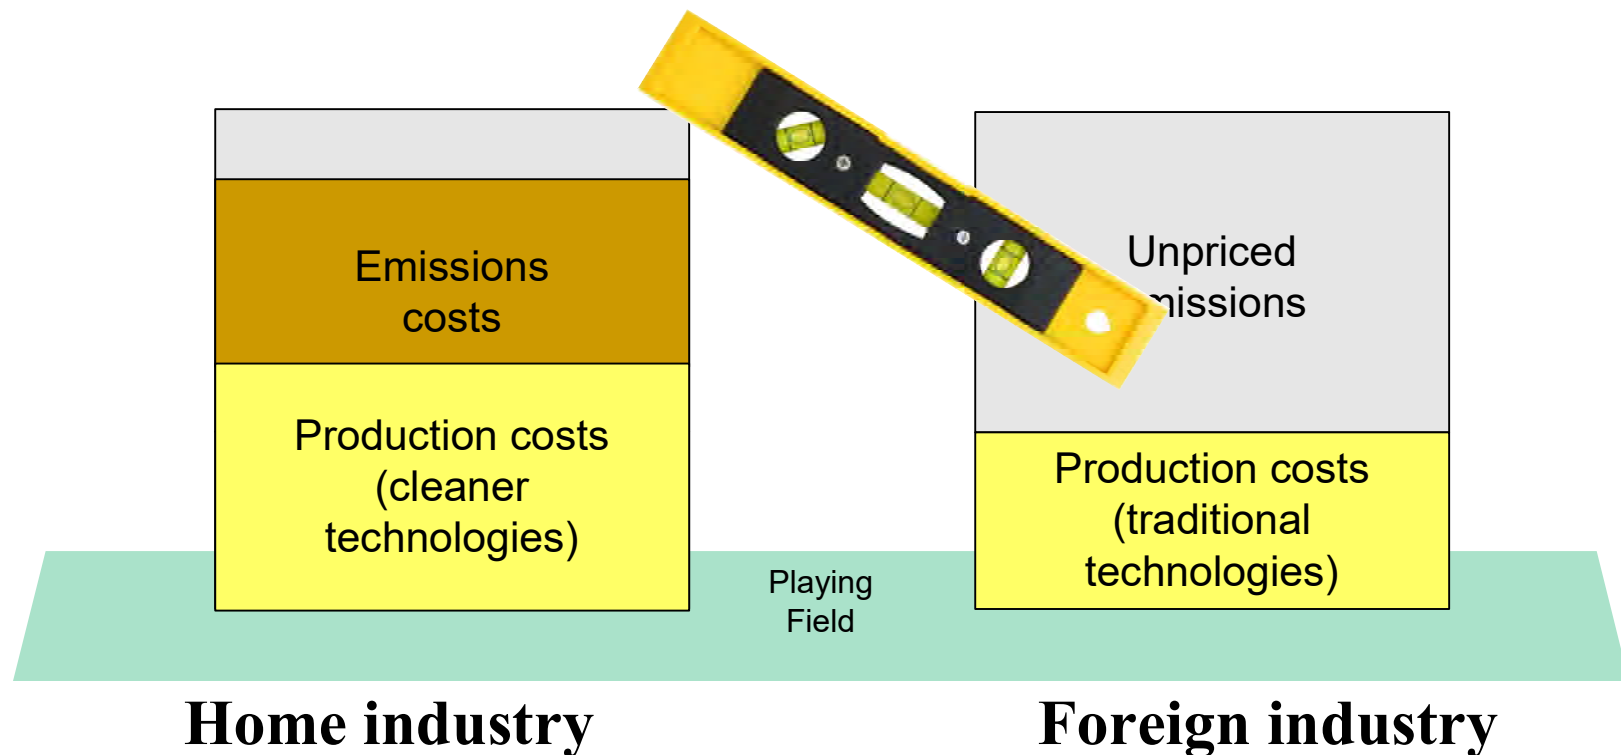 Emissions
costs
Production costs
(cleaner
technologies)
Unpriced
missions
Production costs
(traditional
technologies)
Playing
Field
Home industry
Foreign industry